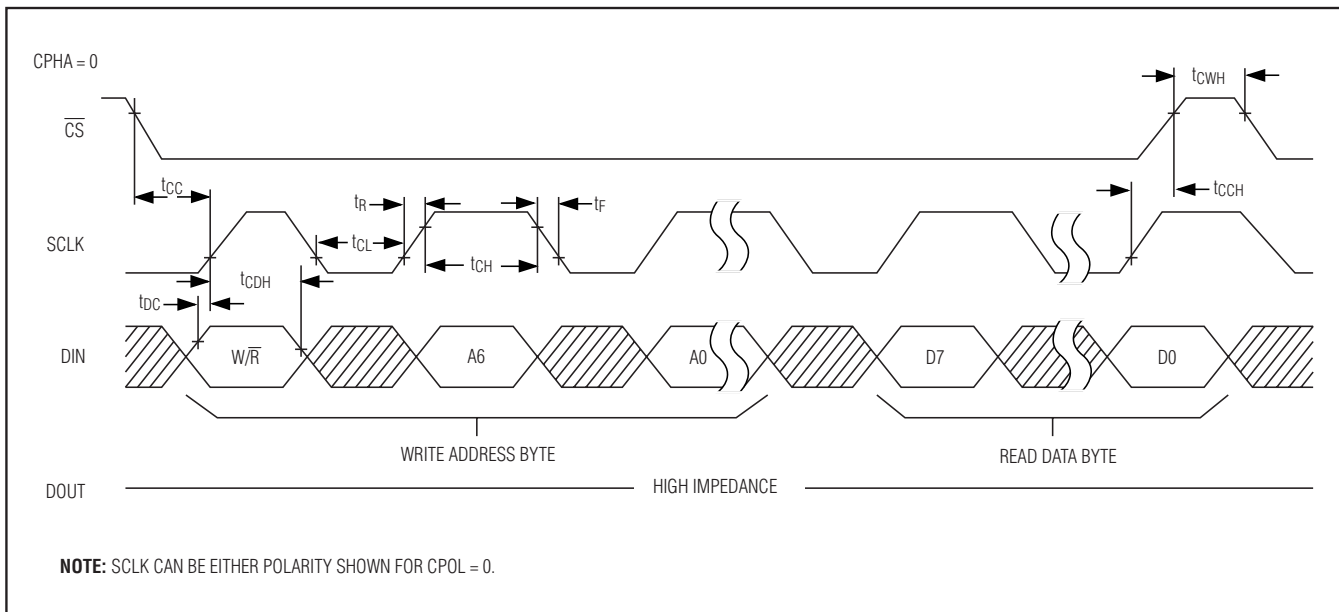 CPHA = 0
tCWH
CS
tCC
tR
tF
tCCH
SCLK
tCL
tCH
tCDH
tDC
DIN
W/R
A6
A0
D7
D0
WRITE ADDRESS BYTE
READ DATA BYTE
DOUT
HIGH IMPEDANCE
NOTE: SCLK CAN BE EITHER POLARITY SHOWN FOR CPOL = 0.